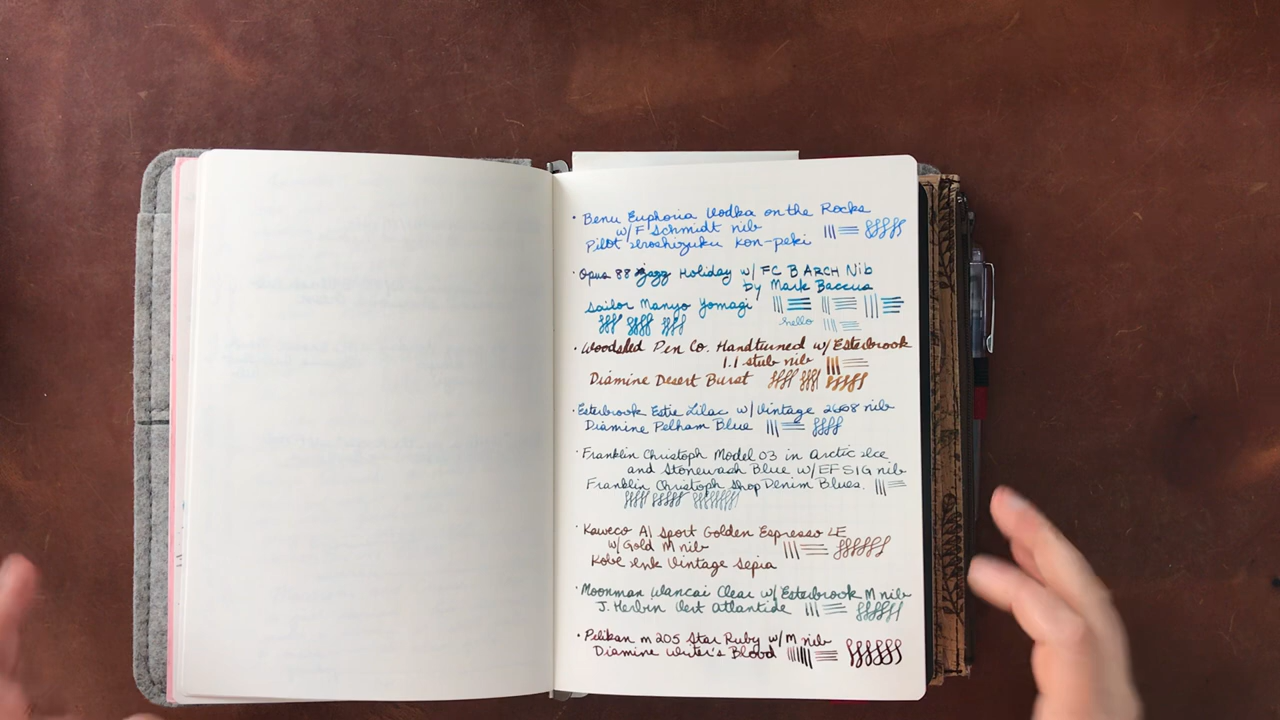 • Benu Euphoria Vodka on the Rocks
w/F Schmidt nib
Pilot Iroshizuku Kon-peki
• Opus 88 Jazz Holiday w/ FC B ARCH Nib
by Mark Baccus
Sailor Manyo Yomogi
hello
• Woodshed Pen Co. Handturned w/ Esterbrook
1.1 stub nib
Diamine Desert Burst
• Esterbrook Estie Lilac w/ Vintage 2668 nib
Diamine Pelham Blue
• Franklin Christoph Model 03 in Arctic Ice
and Stonewash Blue w/EF SIG nib
Franklin Christoph Shop Denim Blues.
• Kaweco Al Sport Golden Espresso LE
w/Gold M nib
Kobe ink Vintage Sepia
• Moonman Wancai Clear w/ Esterbrook M nib
J. Herbin Vert Atlantide
• Pelikan m205 Star Ruby w/M nib
Diamine Writer's Blood